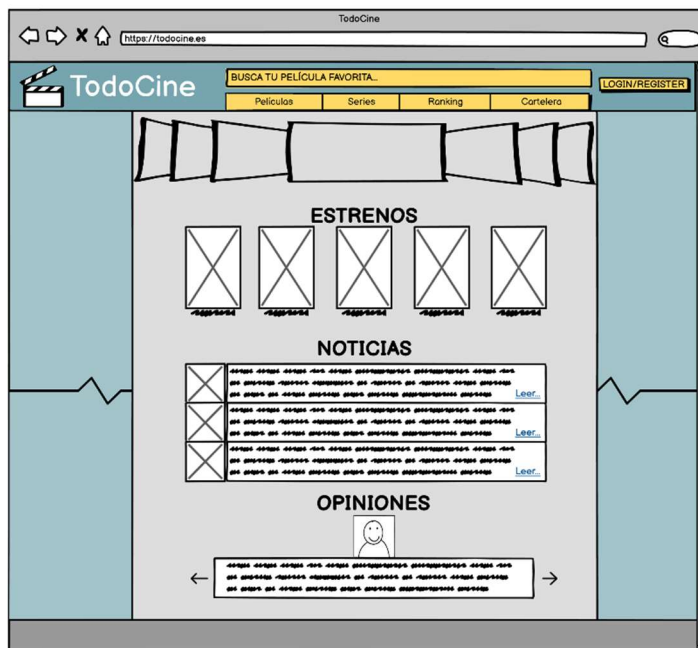 TodoCine
https://todocine.es
TodoCine
BUSCA TU PELÍCULA FAVORITA...
LOGIN/REGISTER
Películas Series Ranking Cartelera
ESTRENOS
NOTICIAS
Leer...
Leer...
Leer...
OPINIONES